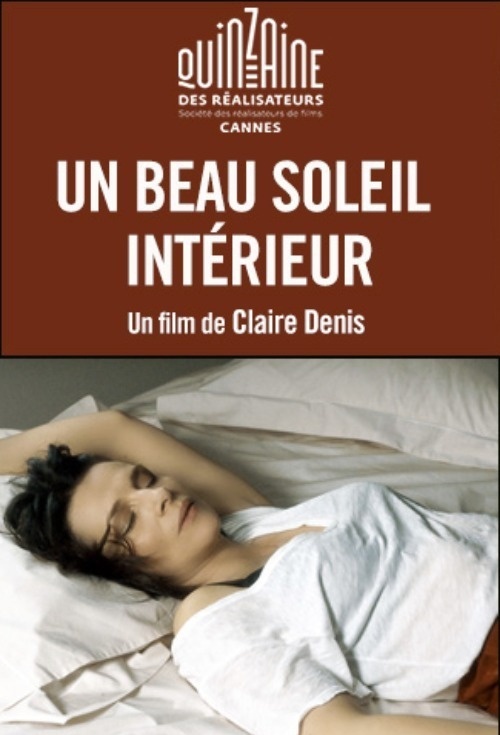 QUINZAINE
DES RÉALISATEURS
Société des réalisateurs de films
CANNES
UN BEAU SOLEIL
INTÉRIEUR
Un film de Claire Denis